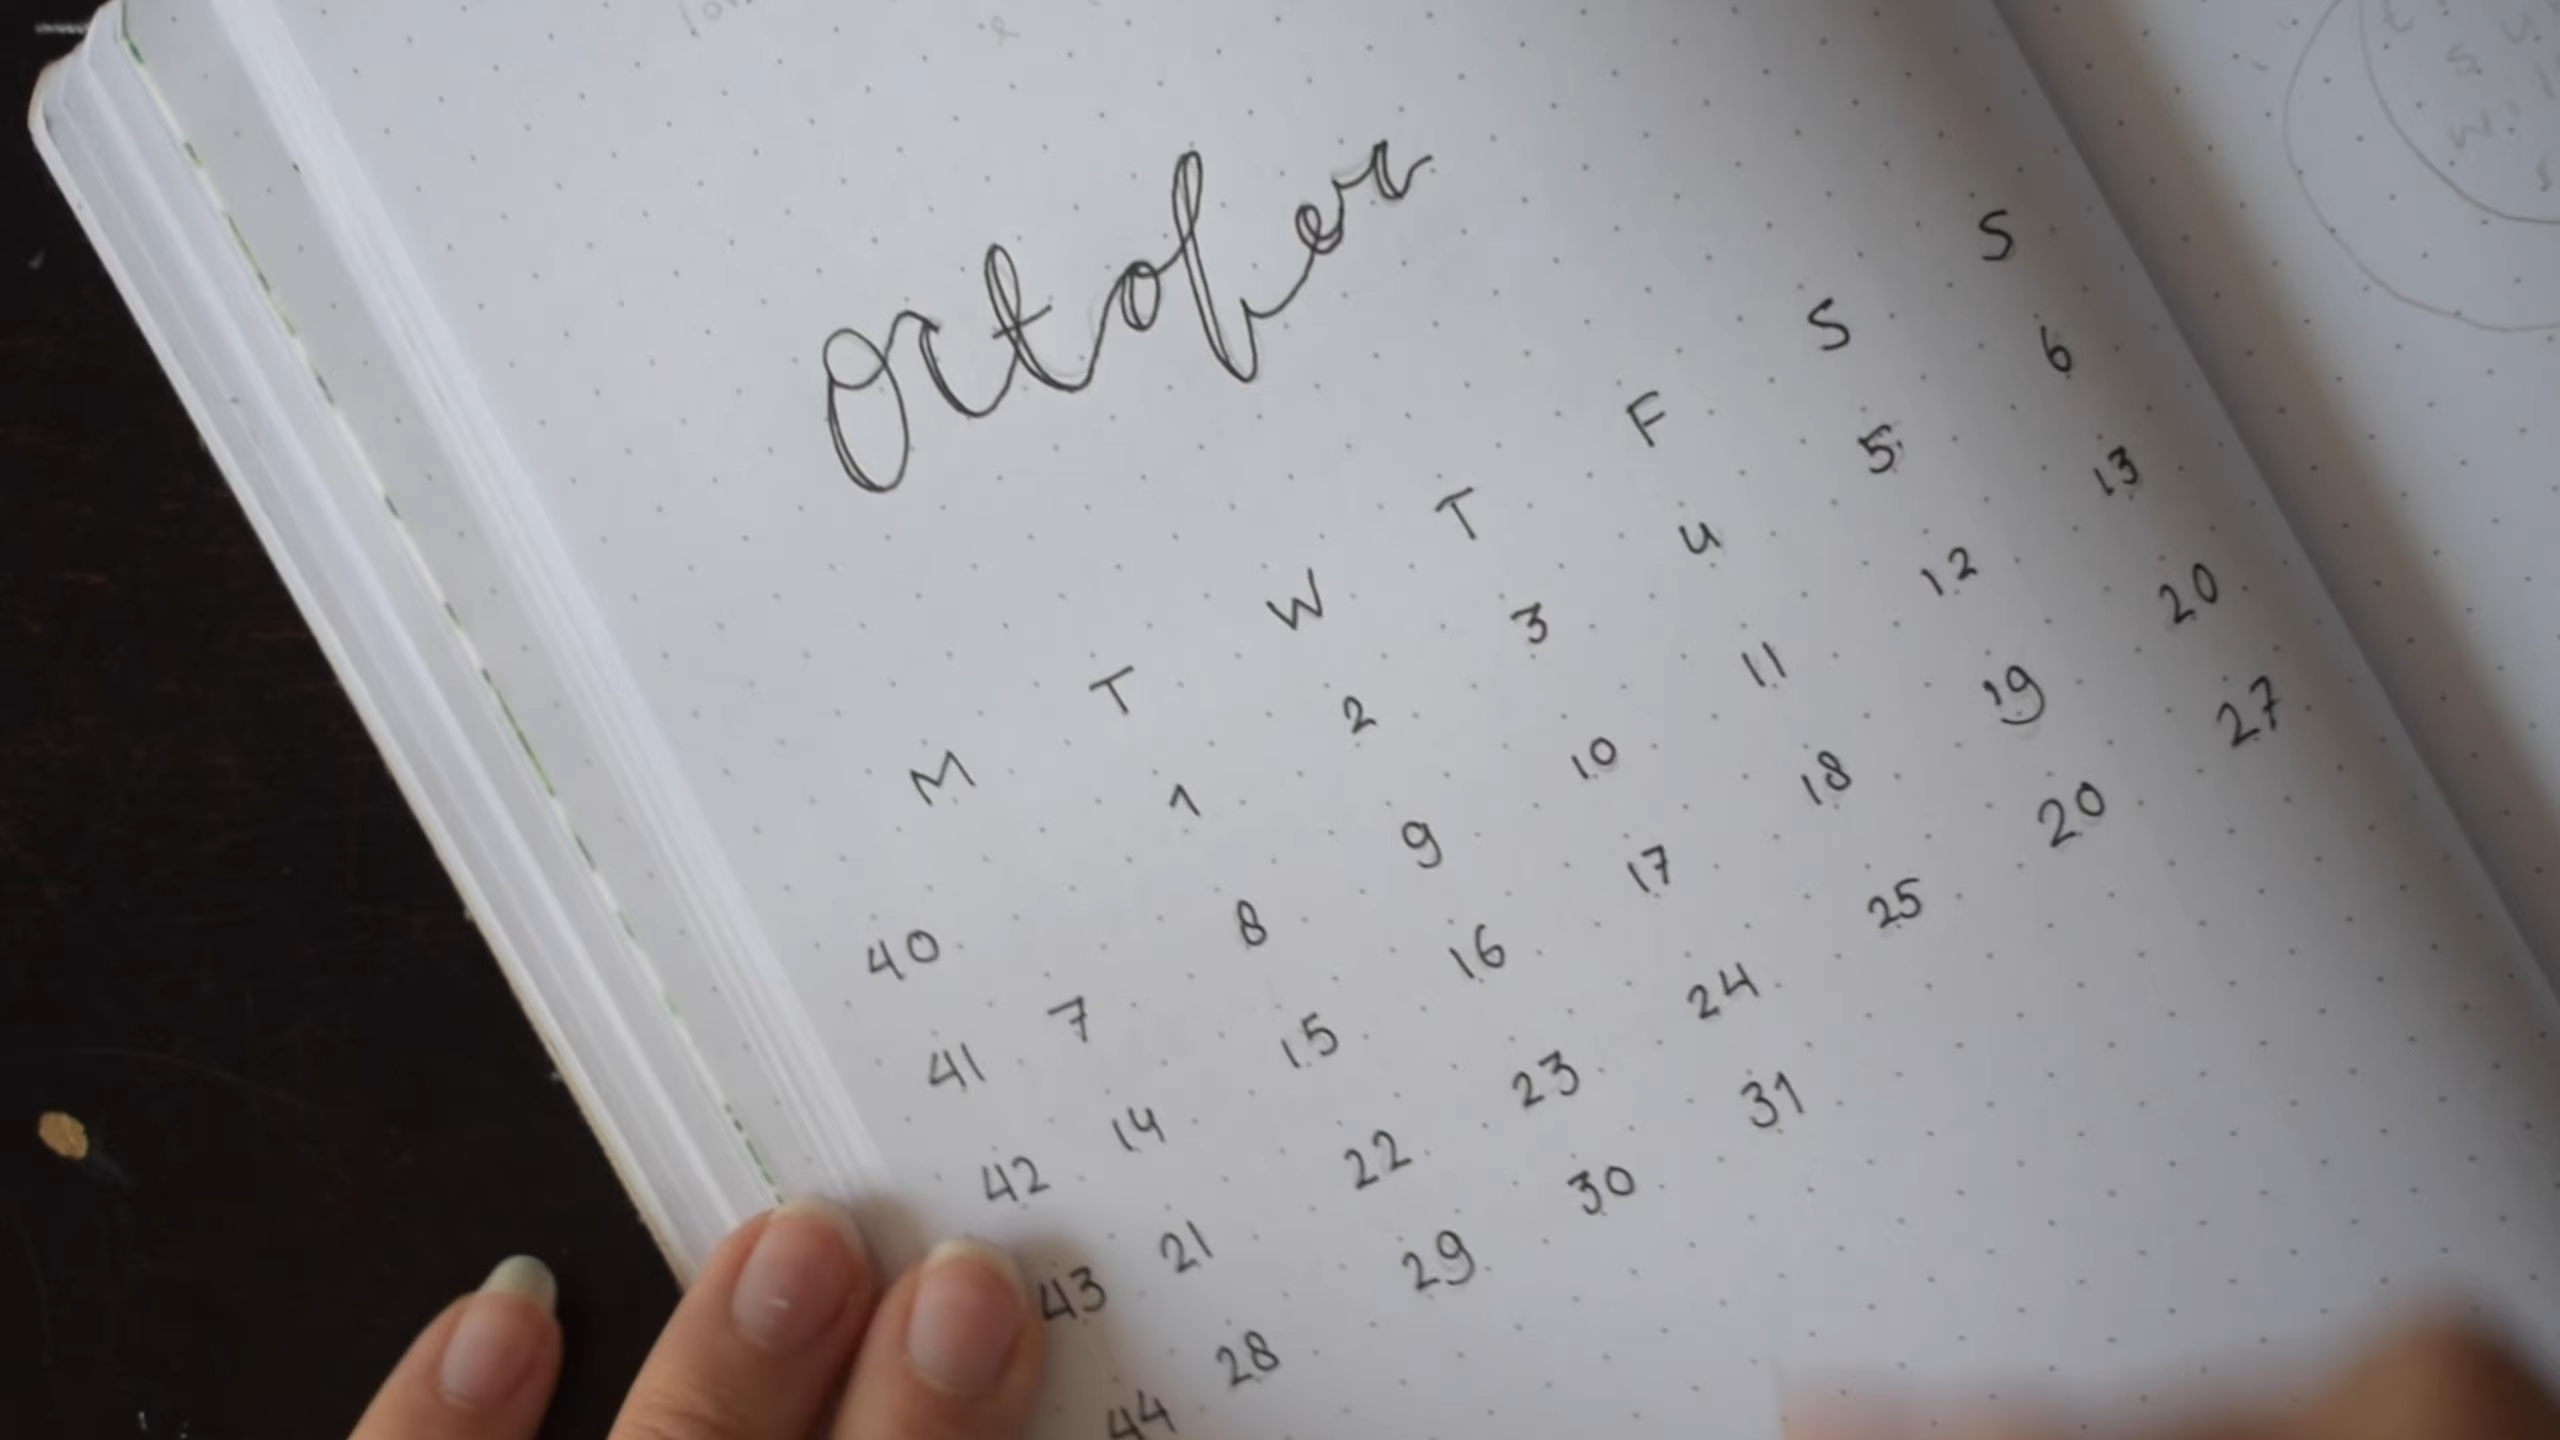 October
M T W T F S S
40 1 2 3 4 5 6
41 7 8 9 10 11 12 13
42 14 15 16 17 18 19 20
43 21 22 23 24 25 20 27
44 28 29 30 31